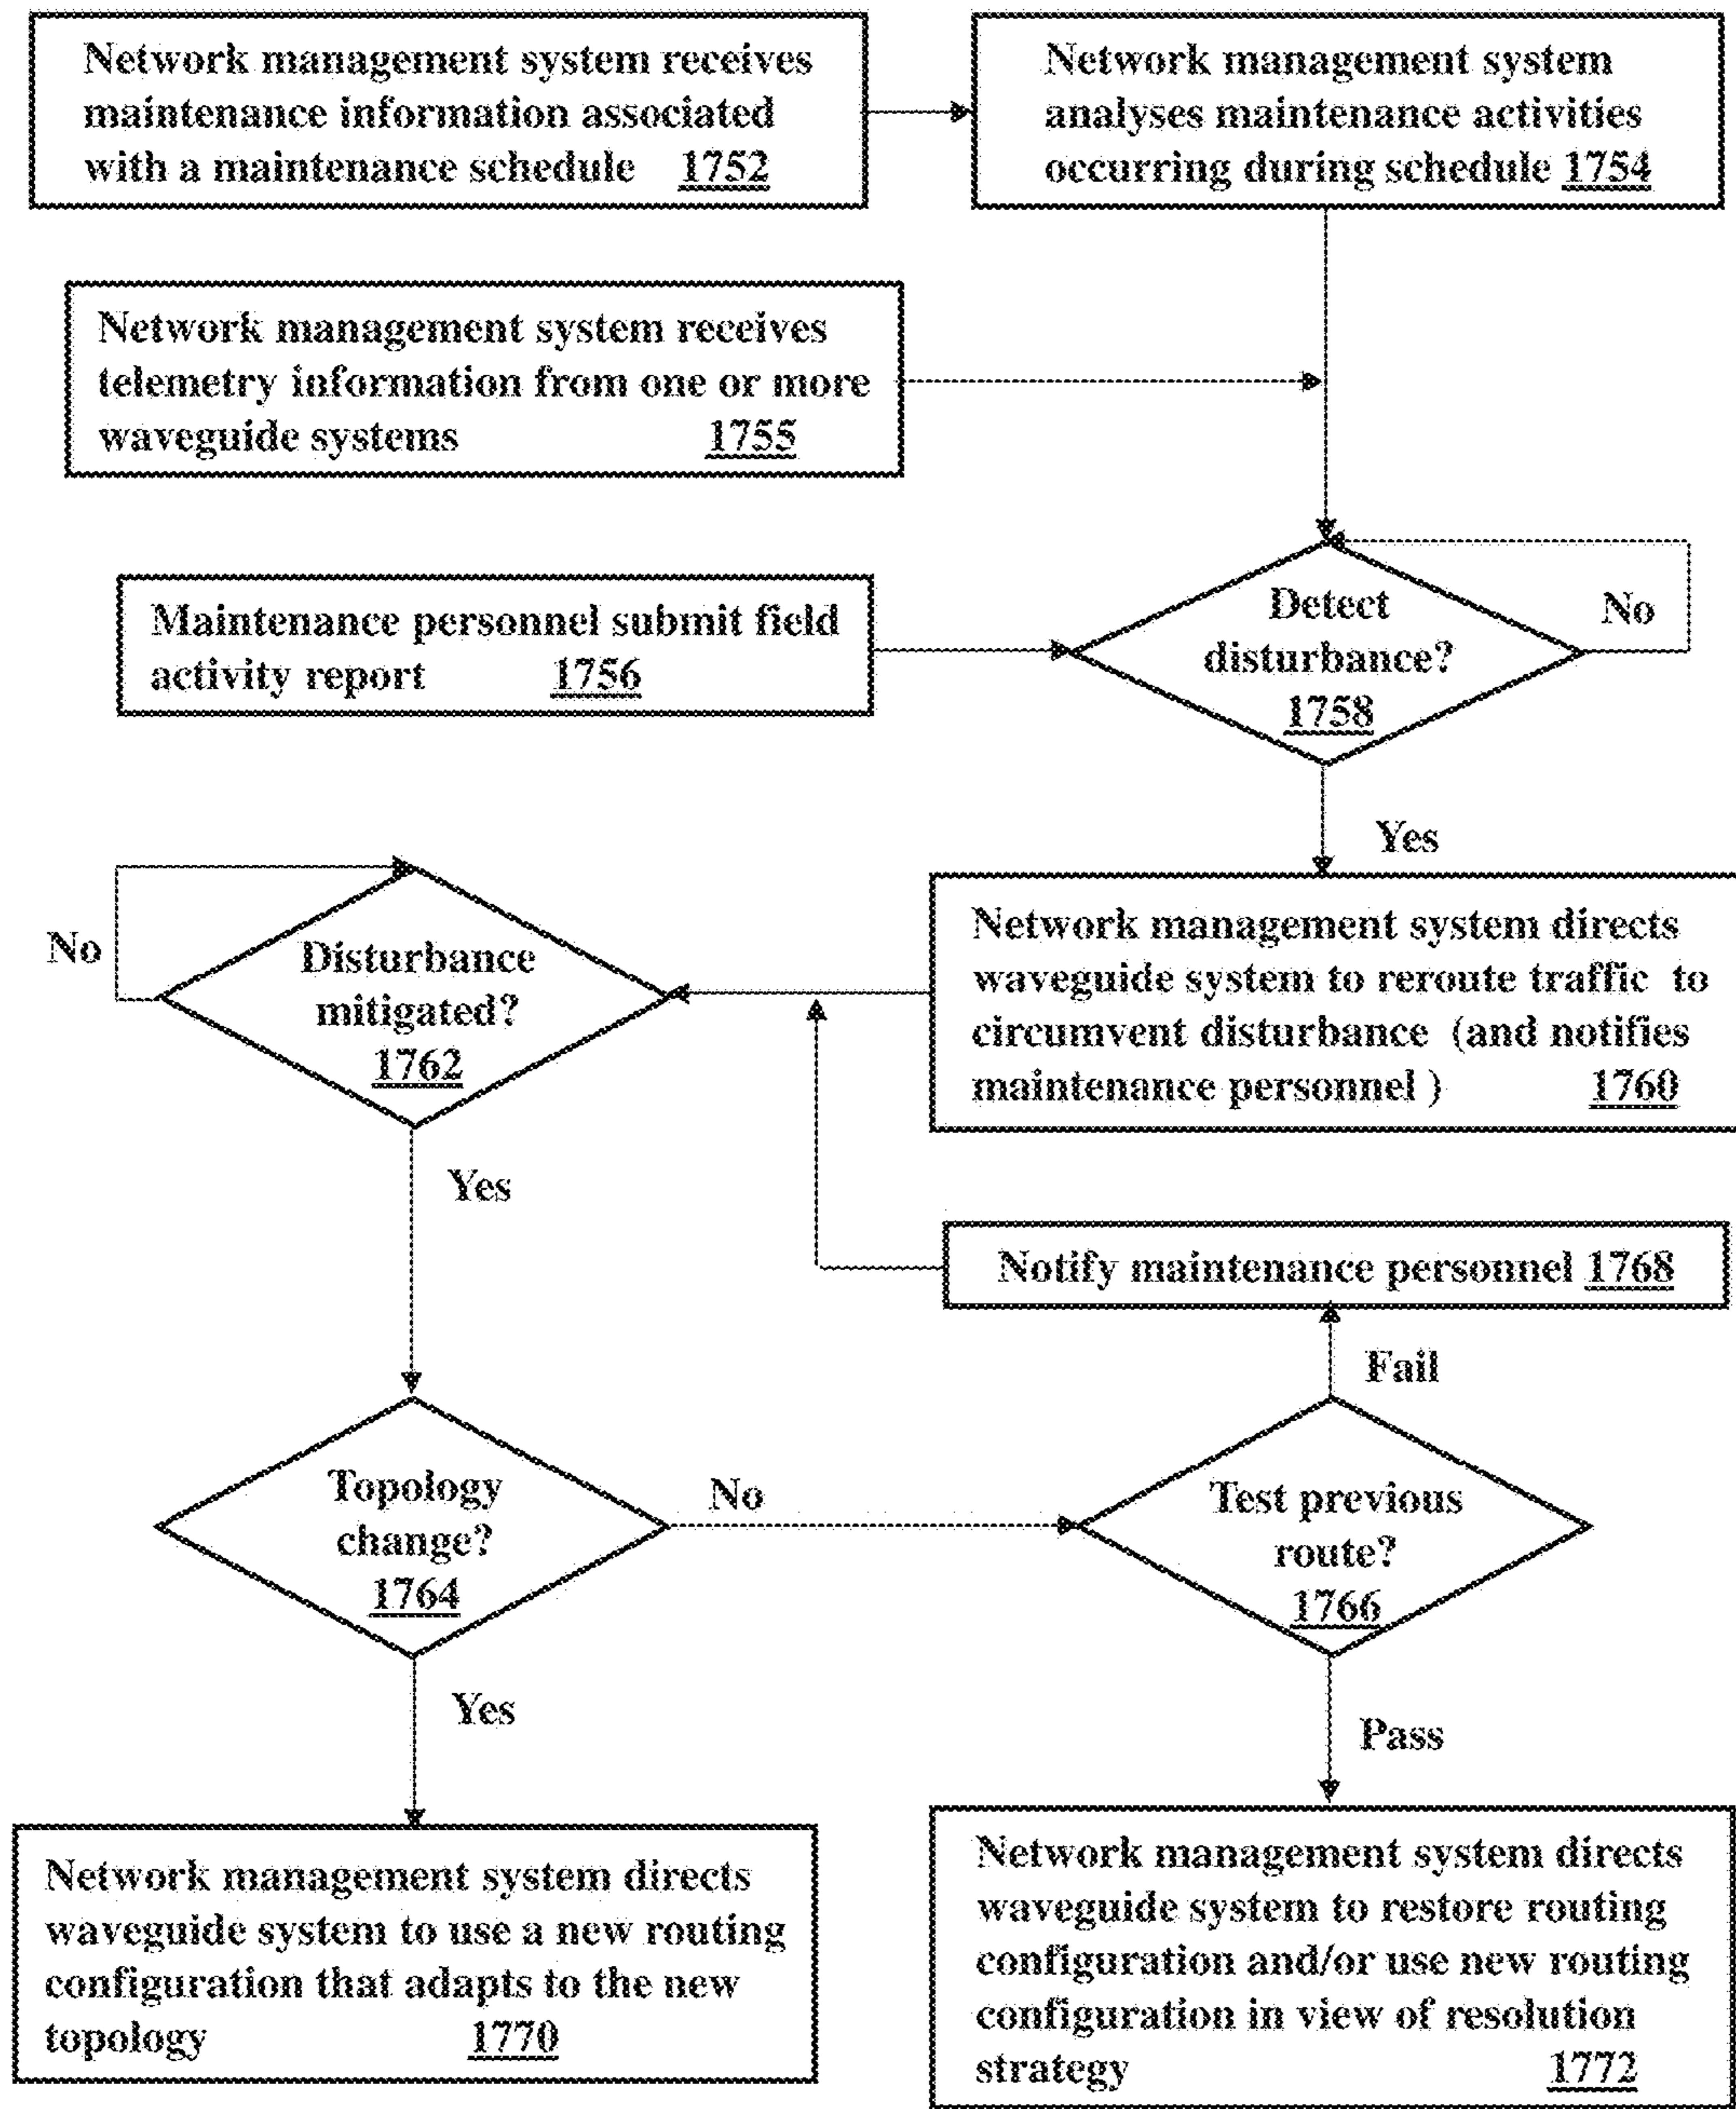 Network management system receives
maintenance information associated
with a maintenance schedule 1752
Network management system
analyses maintenance activities
occurring during schedule 1754
Network management system receives
telemetry information from one or more
waveguide systems 1755
Maintenance personnel submit field
activity report 1756
Detect
disturbance?
1758
No
Yes
Network management system directs
waveguide system to reroute traffic to
circumvent disturbance (and notifies
maintenance personnel ) 1760
No
Disturbance
mitigated?
1762
Yes
Notify maintenance personnel 1768
Fail
Topology
change?
1764
No
Test previous
route?
1766
Yes
Pass
Network management system directs
waveguide system to use a new routing
configuration that adapts to the new
topology 1770
Network management system directs
waveguide system to restore routing
configuration and/or use new routing
configuration in view of resolution
strategy 1772